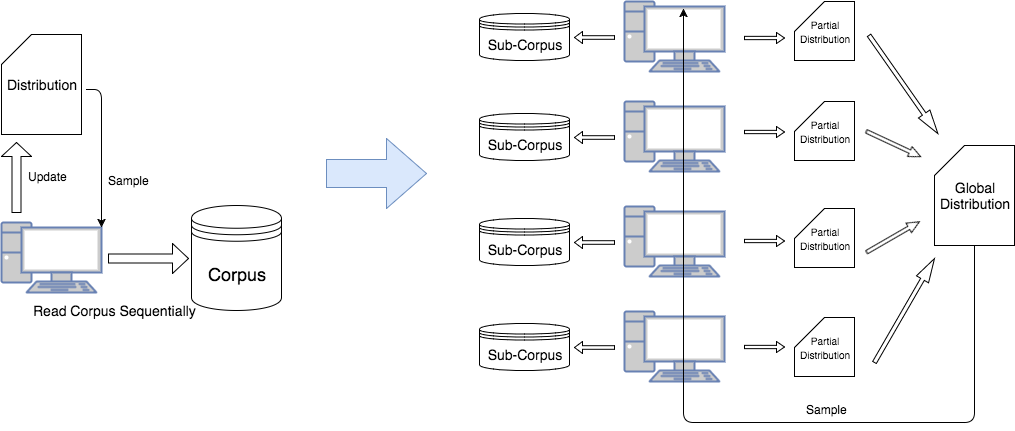 Distribution
Update
Sample
Corpus
Read Corpus Sequentially
Sub-Corpus
Partial
Distribution
Sub-Corpus
Partial
Distribution
Sub-Corpus
Partial
Distribution
Sub-Corpus
Partial
Distribution
Global
Distribution
Sample